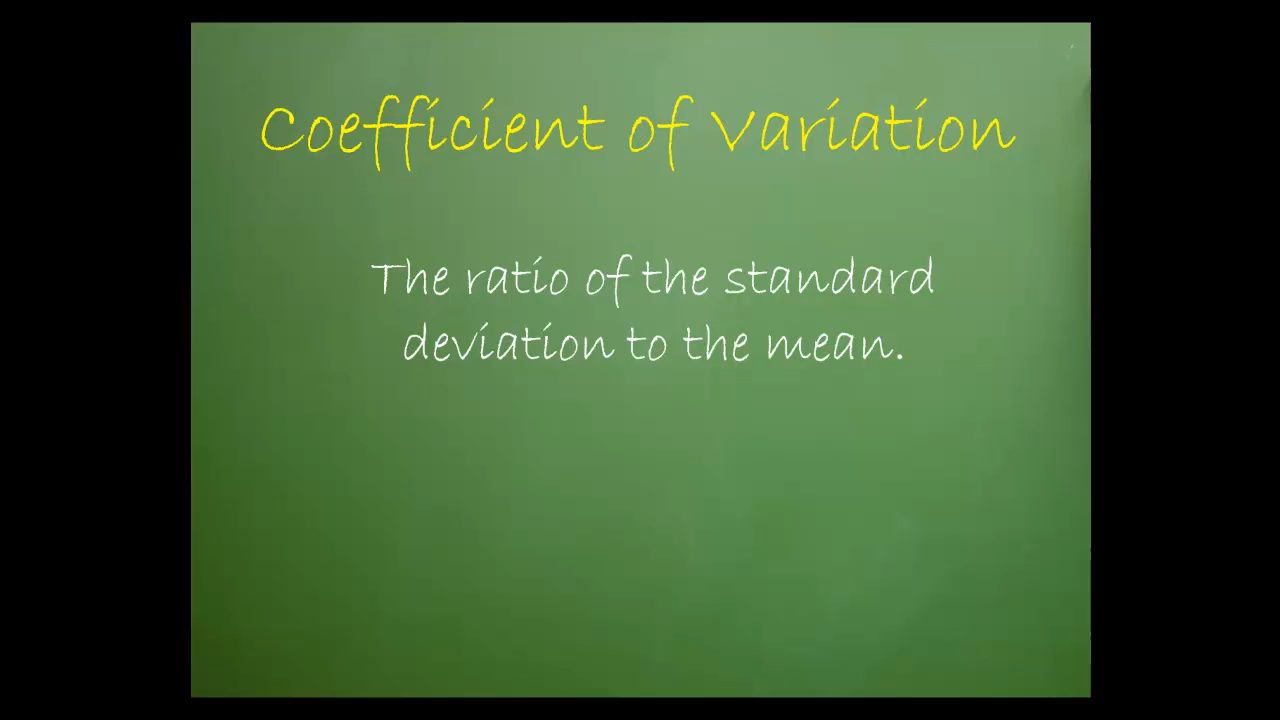 Coefficient of Variation
The ratio of the standard
deviation to the mean.